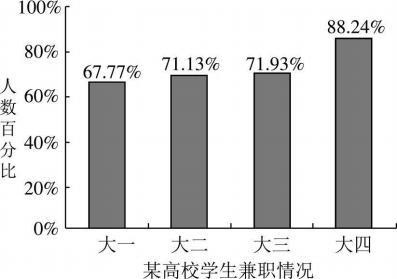 100%
80%
60%
40%
20%
0%
人数百分比
67.77%
71.13%
71.93%
88.24%
大一
大二
大三
大四
某高校学生兼职情况